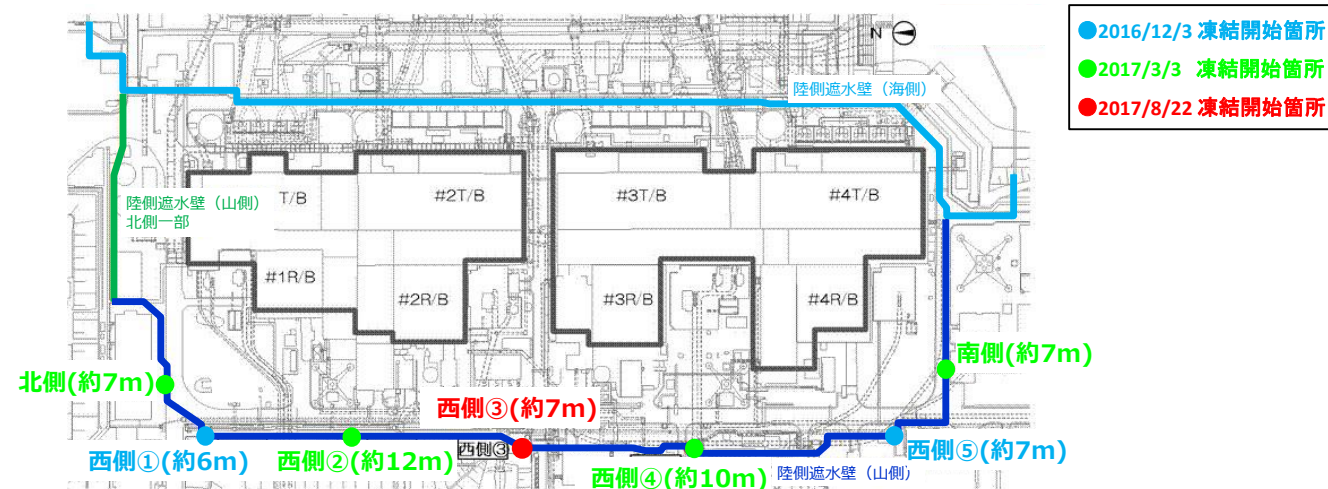 2016/12/3 凍結開始箇所
2017/3/3 凍結開始箇所
2017/8/22 凍結開始箇所
N
陸側遮水壁（海側）
陸側遮水壁（山側）
北側一部
T/B
#2T/B
#3T/B
#4T/B
#1R/B
#2R/B
#3R/B
#4R/B
北側(約7m)
南側(約7m)
西側③(約7m)
西側①(約6m)
西側②(約12m)
西側③
西側④(約10m)
陸側遮水壁（山側）
西側⑤(約7m)